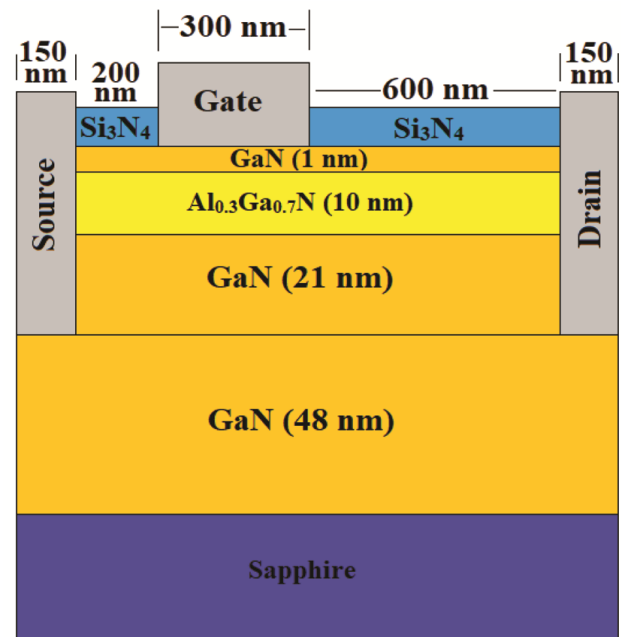 300 nm
150
nm
200
nm
Gate
600 nm
150
nm
Si₃N₄
Si₃N₄
GaN (1 nm)
Al₀.₃Ga₀.₇N (10 nm)
Source
Drain
GaN (21 nm)
GaN (48 nm)
Sapphire